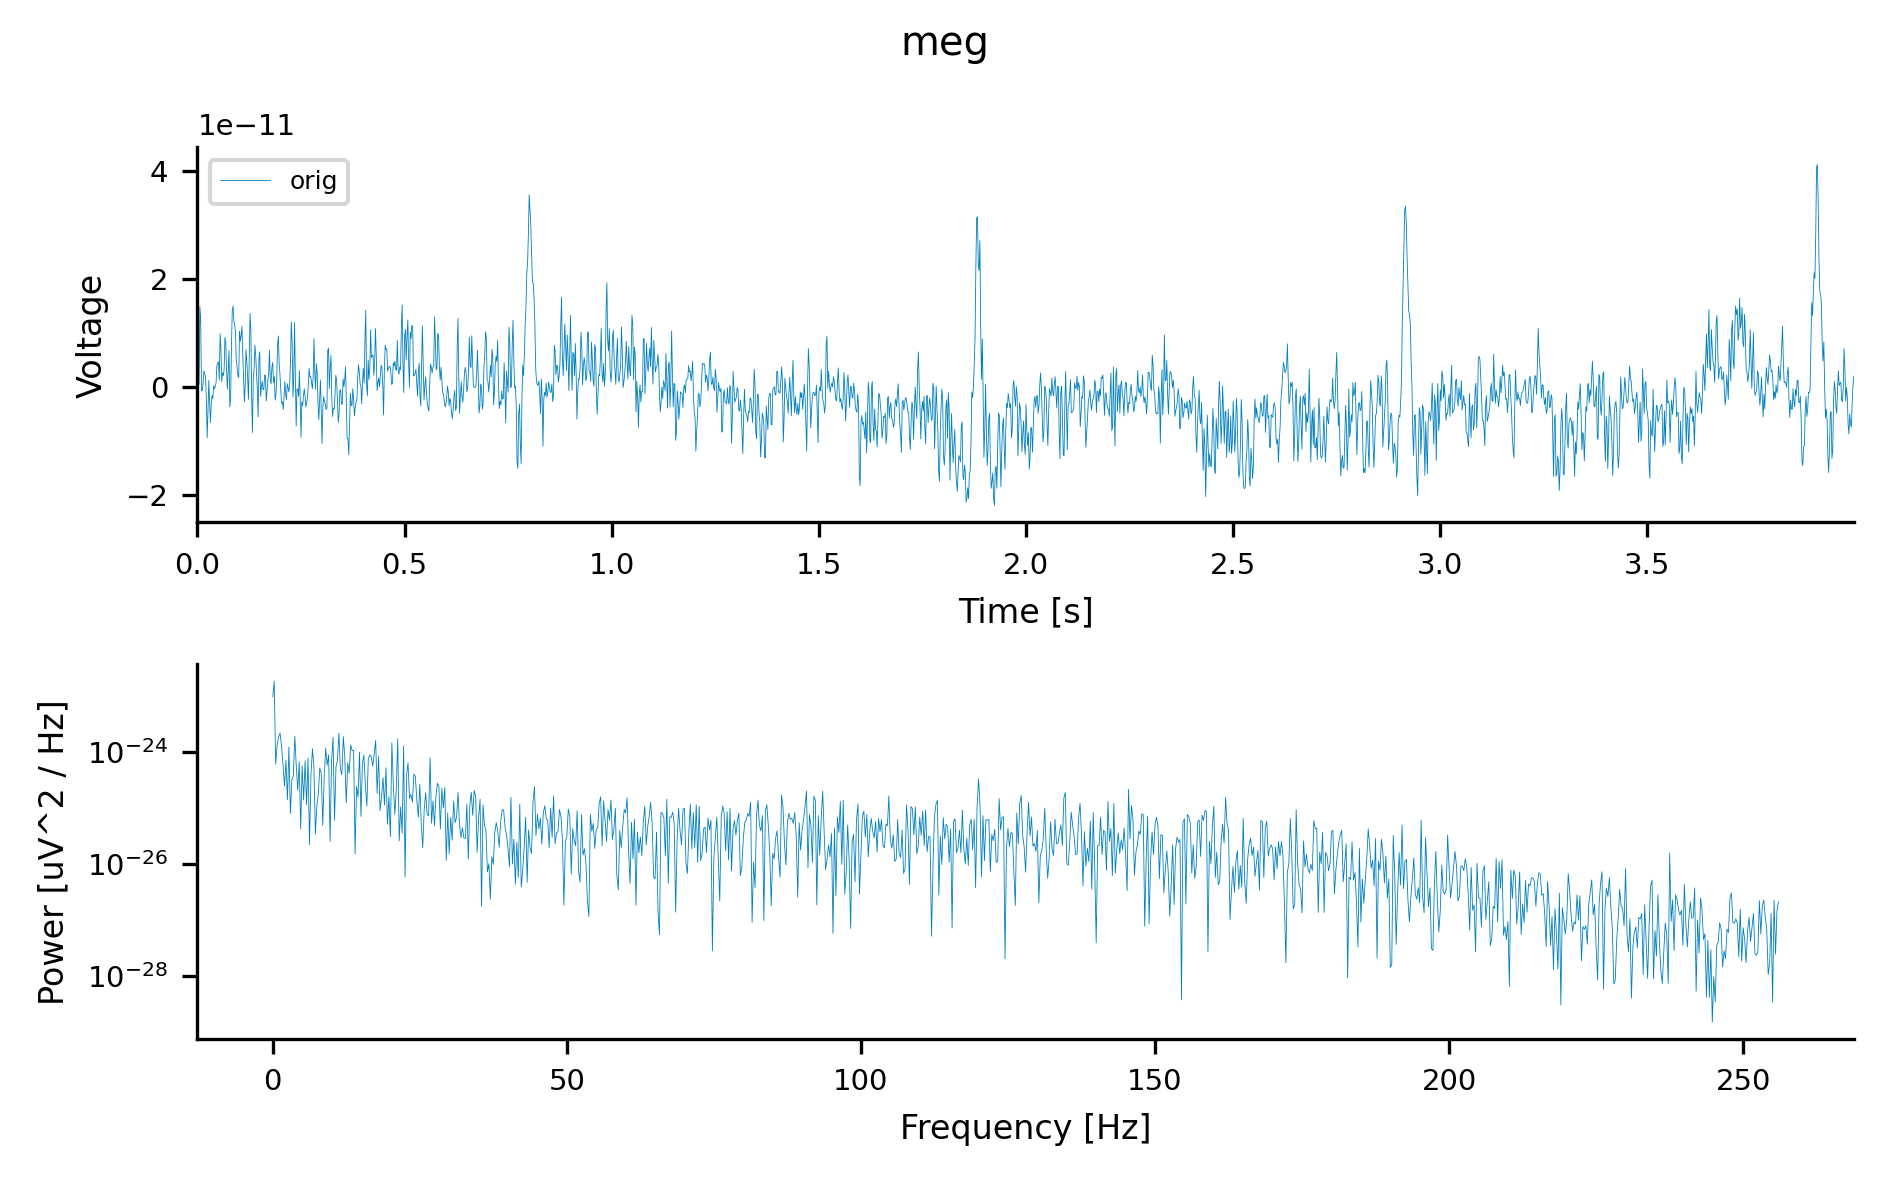 meg
1e−11
4
2
0
−2
Voltage
orig
0.0 0.5 1.0 1.5 2.0 2.5 3.0 3.5
Time [s]
10⁻²⁴
10⁻²⁶
10⁻²⁸
Power [uV^2 / Hz]
0 50 100 150 200 250
Frequency [Hz]